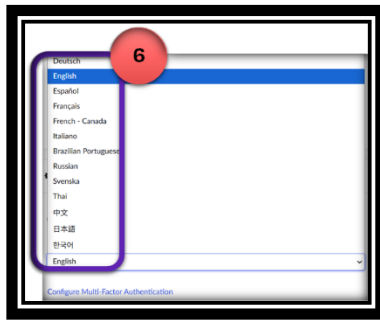 6
Deutsch
English
Español
Français
French - Canada
Italiano
Brazilian Portuguese
Russian
Svenska
Thai
中文
日本語
한국어
English
Configure Multi-Factor Authentication